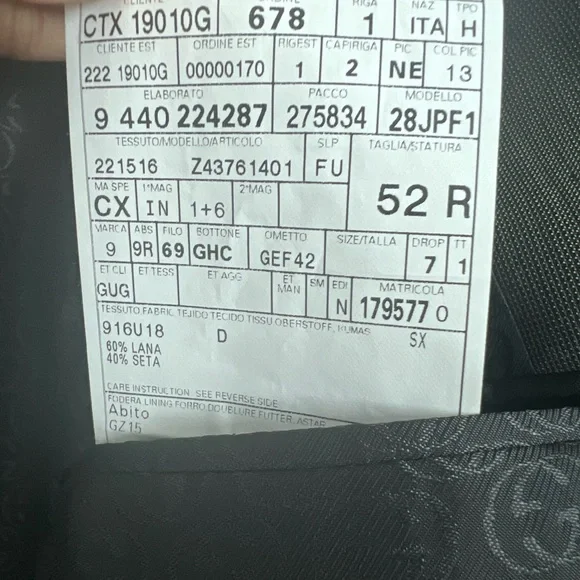 CLIENTE RIGA NAZ TPO
CTX 19010G 678 1 ITA H
CLIENTE EST ORDINE EST RIGEST CAPIRIGA PIC COL PIC
222 19010G 00000170 1 2 NE 13
ELABORATO PACCO MODELLO
9 440 224287 275834 28JPF1
TESSUTO/MODELLO/ARTICOLO SLP TAGLIA/STATURA
221516 Z43761401 FU 52 R
MA SPE 1°MAG 2°MAG
CX IN 1+6
MARCA ABS FILO BOTTONE OMETTO SIZE/TALLA DROP TT
9 9R 69 GHC GEF42 7 1
ET CLI ET TESS ET AGG ET MAN SM EDI MATRICOLA
GUG N 179577 0
TESSUTO FABRIC TEJIDO TECIDO TISSU OBERSTOFF, KUMAS
916U18 D SX
60% LANA
40% SETA
CARE INSTRUCTION SEE REVERSE SIDE
FODERA, LINING FORRO, DOUBLURE FUTTER, ASTAR
Abito
GZ15